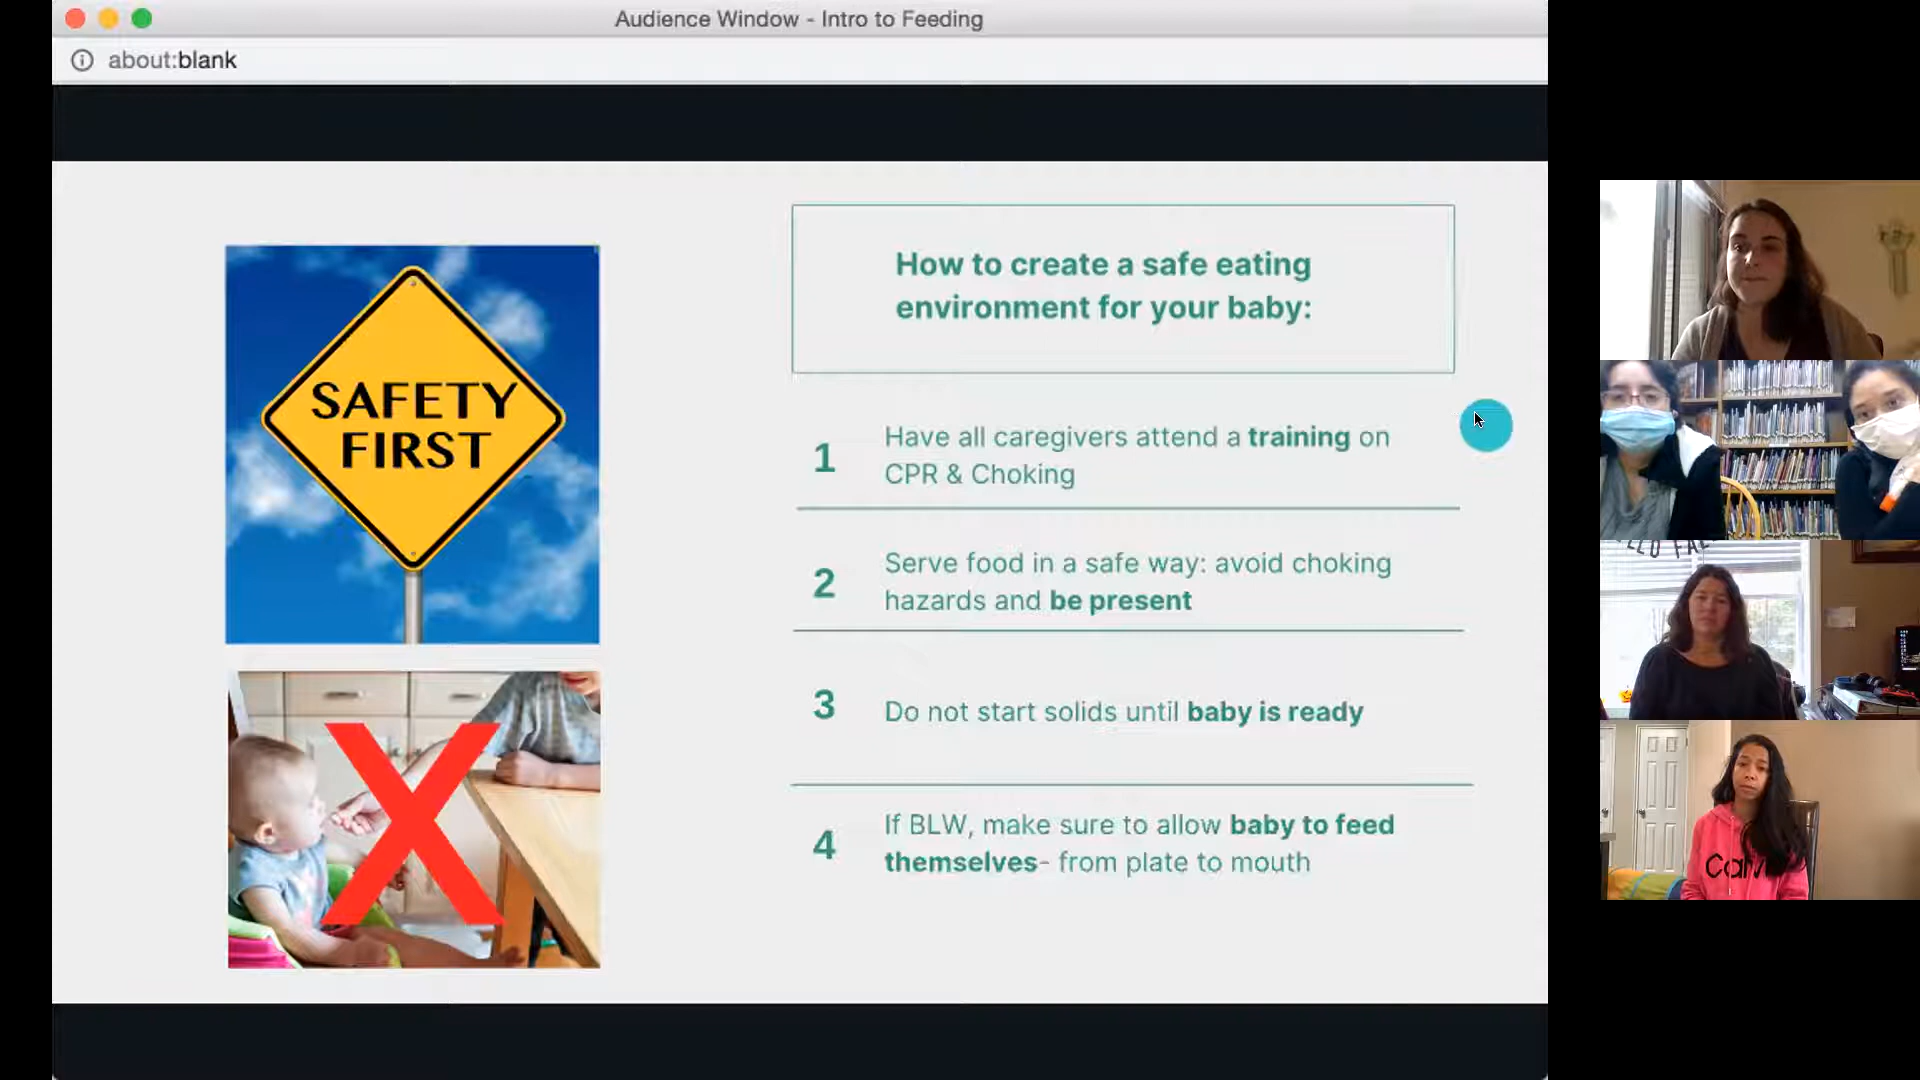 Audience Window - Intro to Feeding
about:blank
SAFETY
FIRST
How to create a safe eating
environment for your baby:
1
Have all caregivers attend a training on
CPR & Choking
2
Serve food in a safe way: avoid choking
hazards and be present
3
Do not start solids until baby is ready
4
If BLW, make sure to allow baby to feed
themselves- from plate to mouth